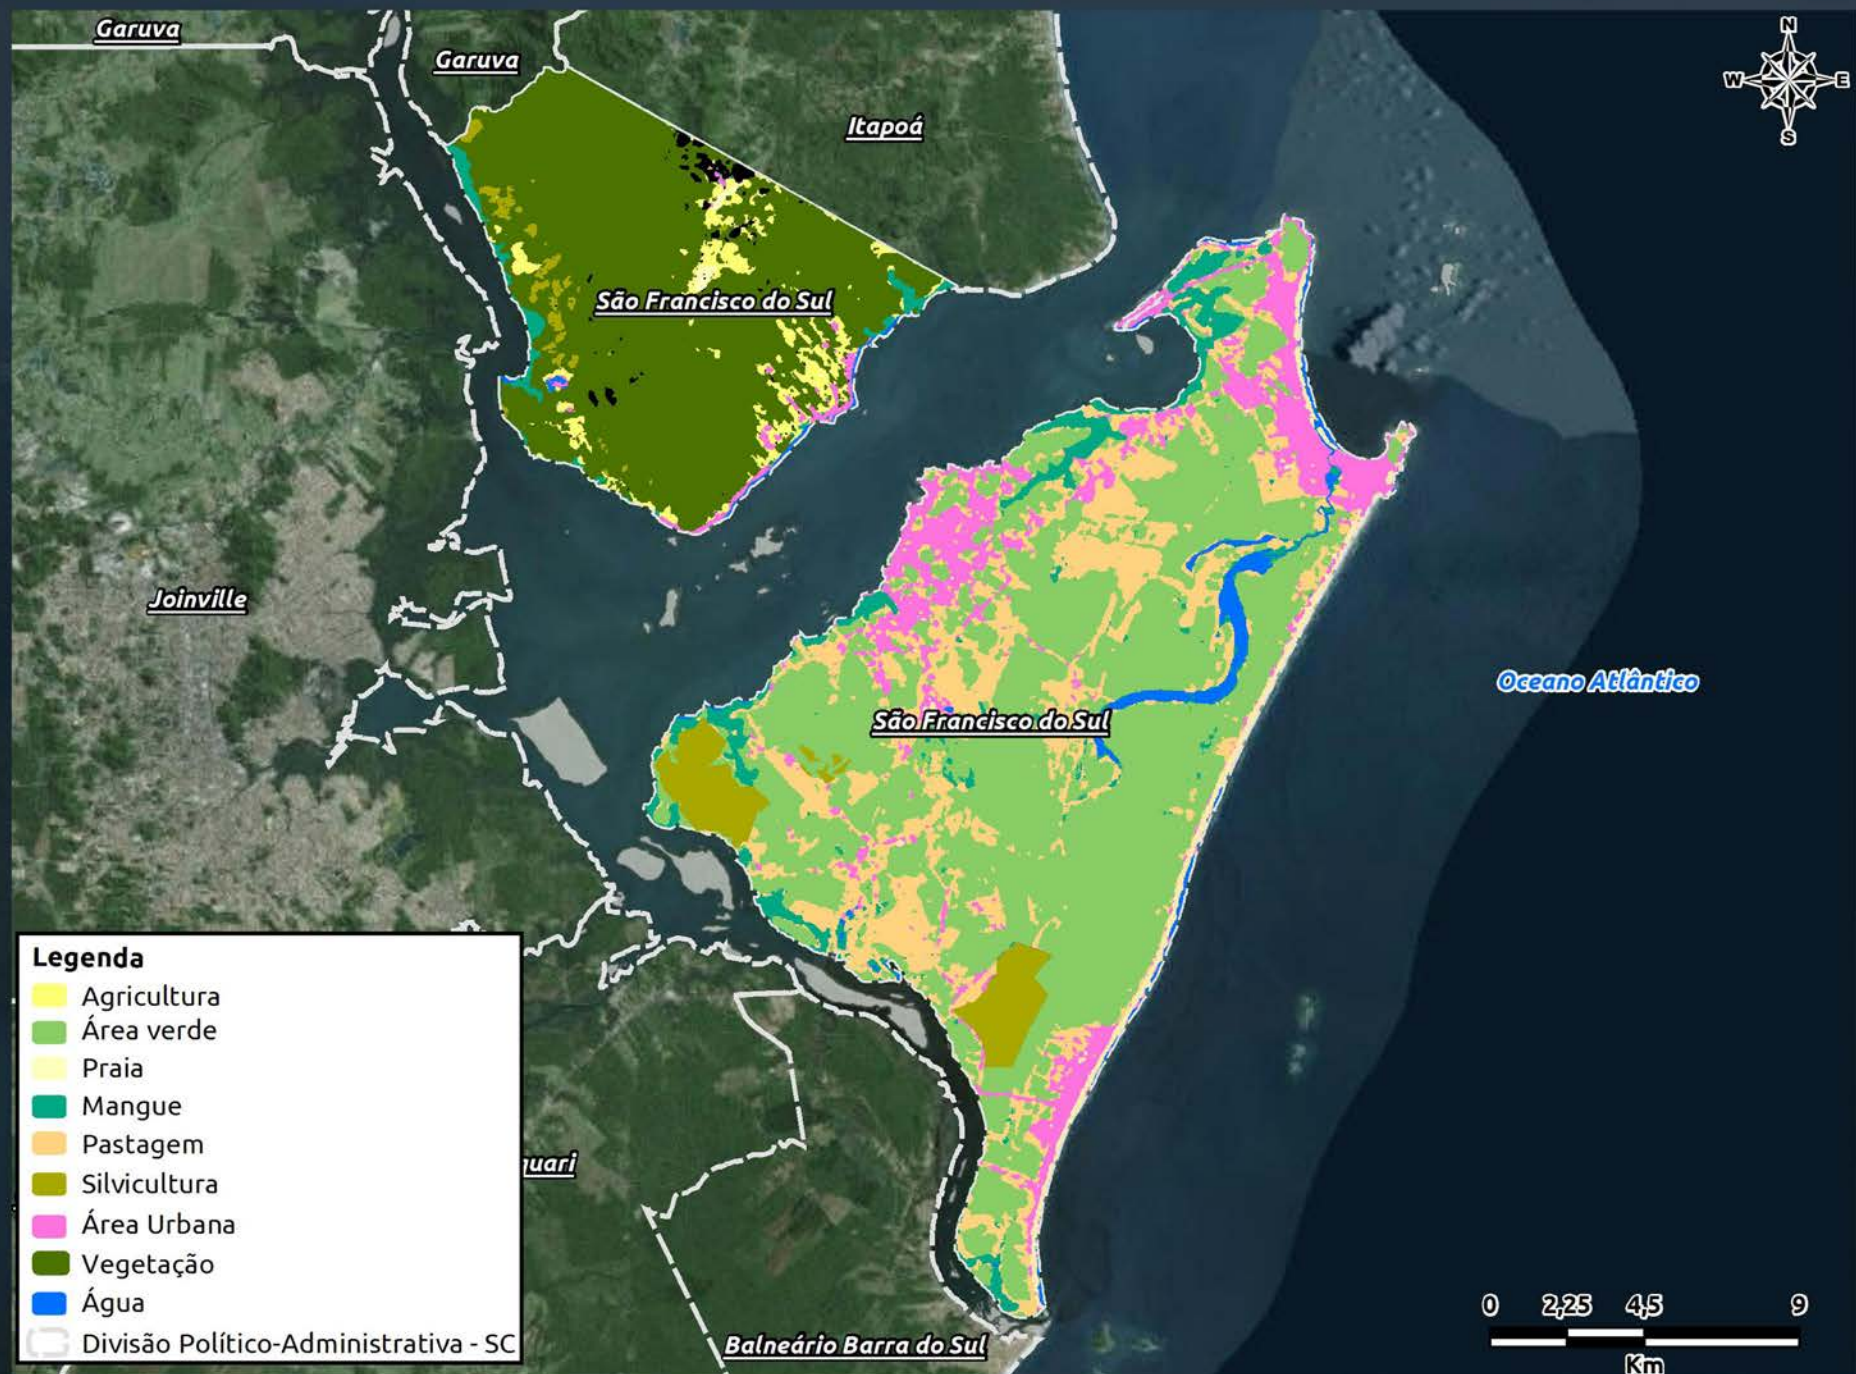 Garuva
Garuva
Itapoá
N
W
E
S
São Francisco do Sul
Joinville
Oceano Atlântico
São Francisco do Sul
Legenda
Agricultura
Área verde
Praia
Mangue
Pastagem
Silvicultura
Área Urbana
Vegetação
Água
Divisão Político-Administrativa - SC
quari
Balneário Barra do Sul
0 2,25 4,5 9
Km